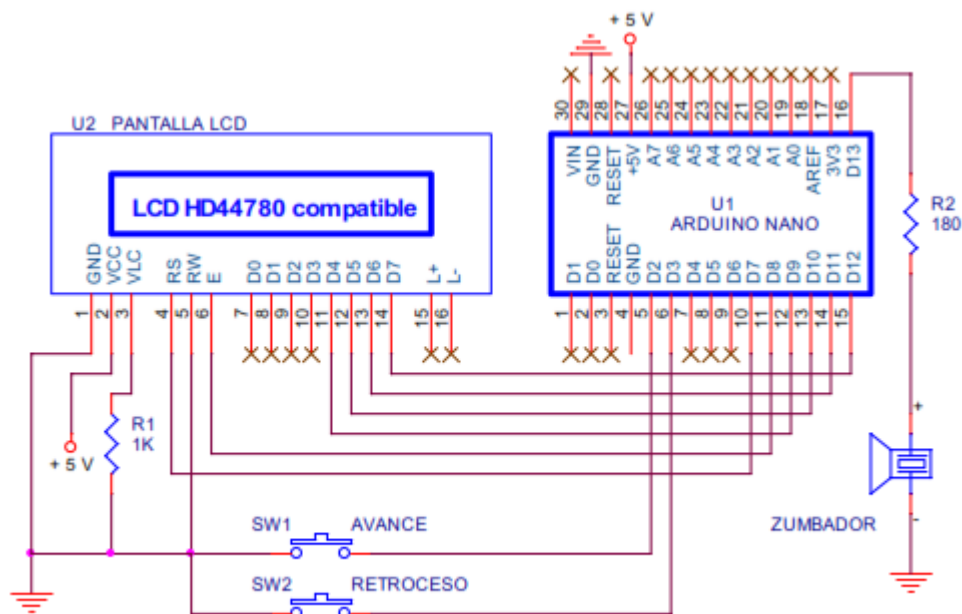 + 5 V
30 29 28 27 26 25 24 23 22 21 20 19 18 17 16
VIN GND RESET +5V A7 A6 A5 A4 A3 A2 A1 A0 AREF 3V3 D13
U1
ARDUINO NANO
D1 D0 RESET GND D2 D3 D4 D5 D6 D7 D8 D9 D10 D11 D12
1 2 3 4 5 6 7 8 9 10 11 12 13 14 15
U2 PANTALLA LCD
LCD HD44780 compatible
GND VCC VLC RS RW E D0 D1 D2 D3 D4 D5 D6 D7 L+ L-
1 2 3 4 5 6 7 8 9 10 11 12 13 14 15 16
R2
180
R1
1K
+ 5 V
+
-
ZUMBADOR
SW1 AVANCE
SW2 RETROCESO